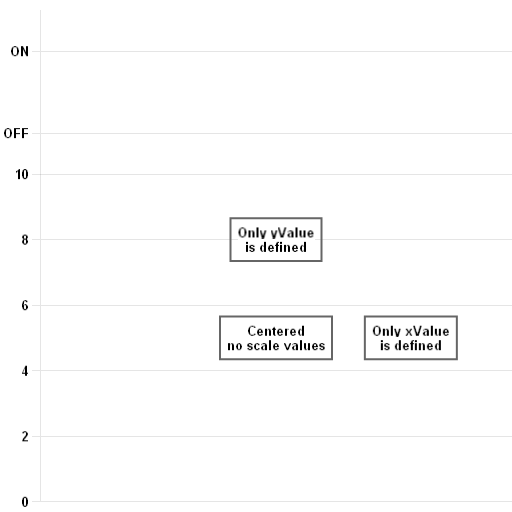 ON
OFF
10
8
Only yValue
is defined
6
Centered
no scale values
Only xValue
is defined
4
2
0